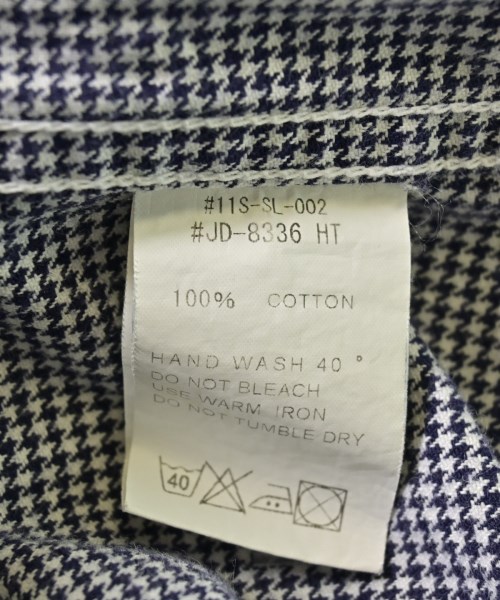 #11S-SL-002
#JD-8336 HT
100% COTTON
HAND WASH 40 °
DO NOT BLEACH
USE WARM IRON
DO NOT TUMBLE DRY
40